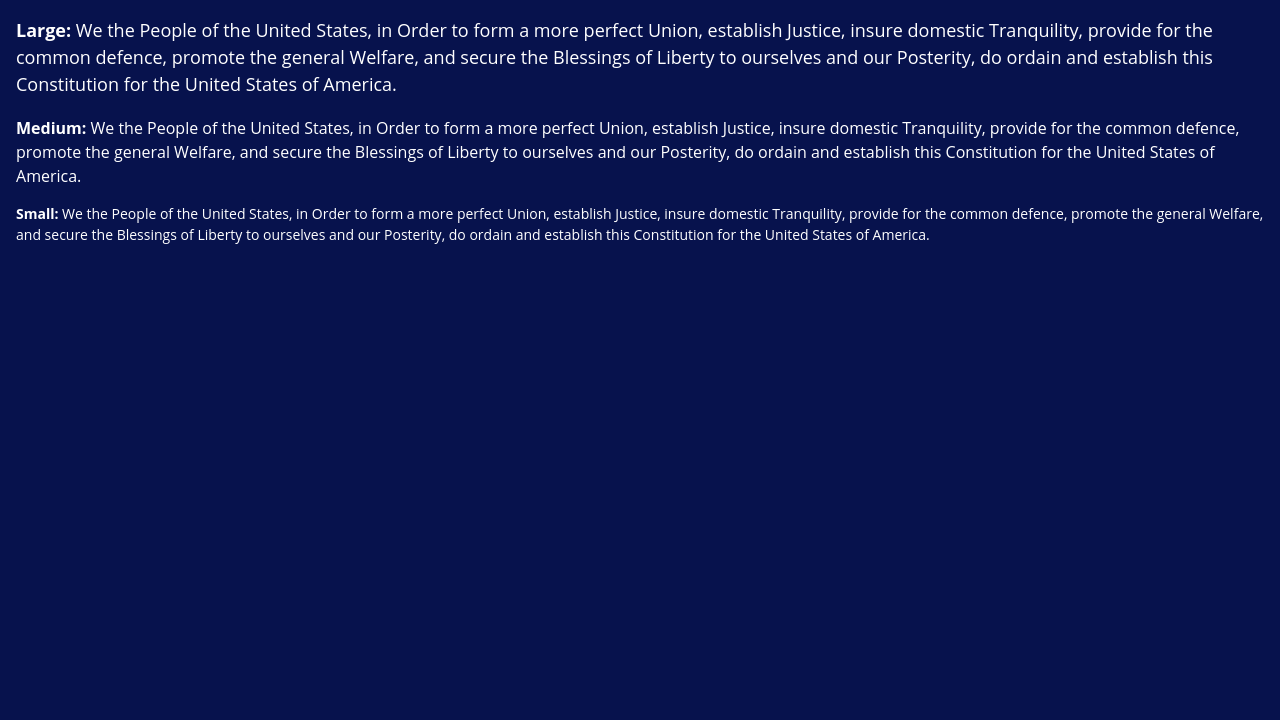 Large: We the People of the United States, in Order to form a more perfect Union, establish Justice, insure domestic Tranquility, provide for the
common defence, promote the general Welfare, and secure the Blessings of Liberty to ourselves and our Posterity, do ordain and establish this
Constitution for the United States of America.
Medium: We the People of the United States, in Order to form a more perfect Union, establish Justice, insure domestic Tranquility, provide for the common defence,
promote the general Welfare, and secure the Blessings of Liberty to ourselves and our Posterity, do ordain and establish this Constitution for the United States of
America.
Small: We the People of the United States, in Order to form a more perfect Union, establish Justice, insure domestic Tranquility, provide for the common defence, promote the general Welfare,
and secure the Blessings of Liberty to ourselves and our Posterity, do ordain and establish this Constitution for the United States of America.